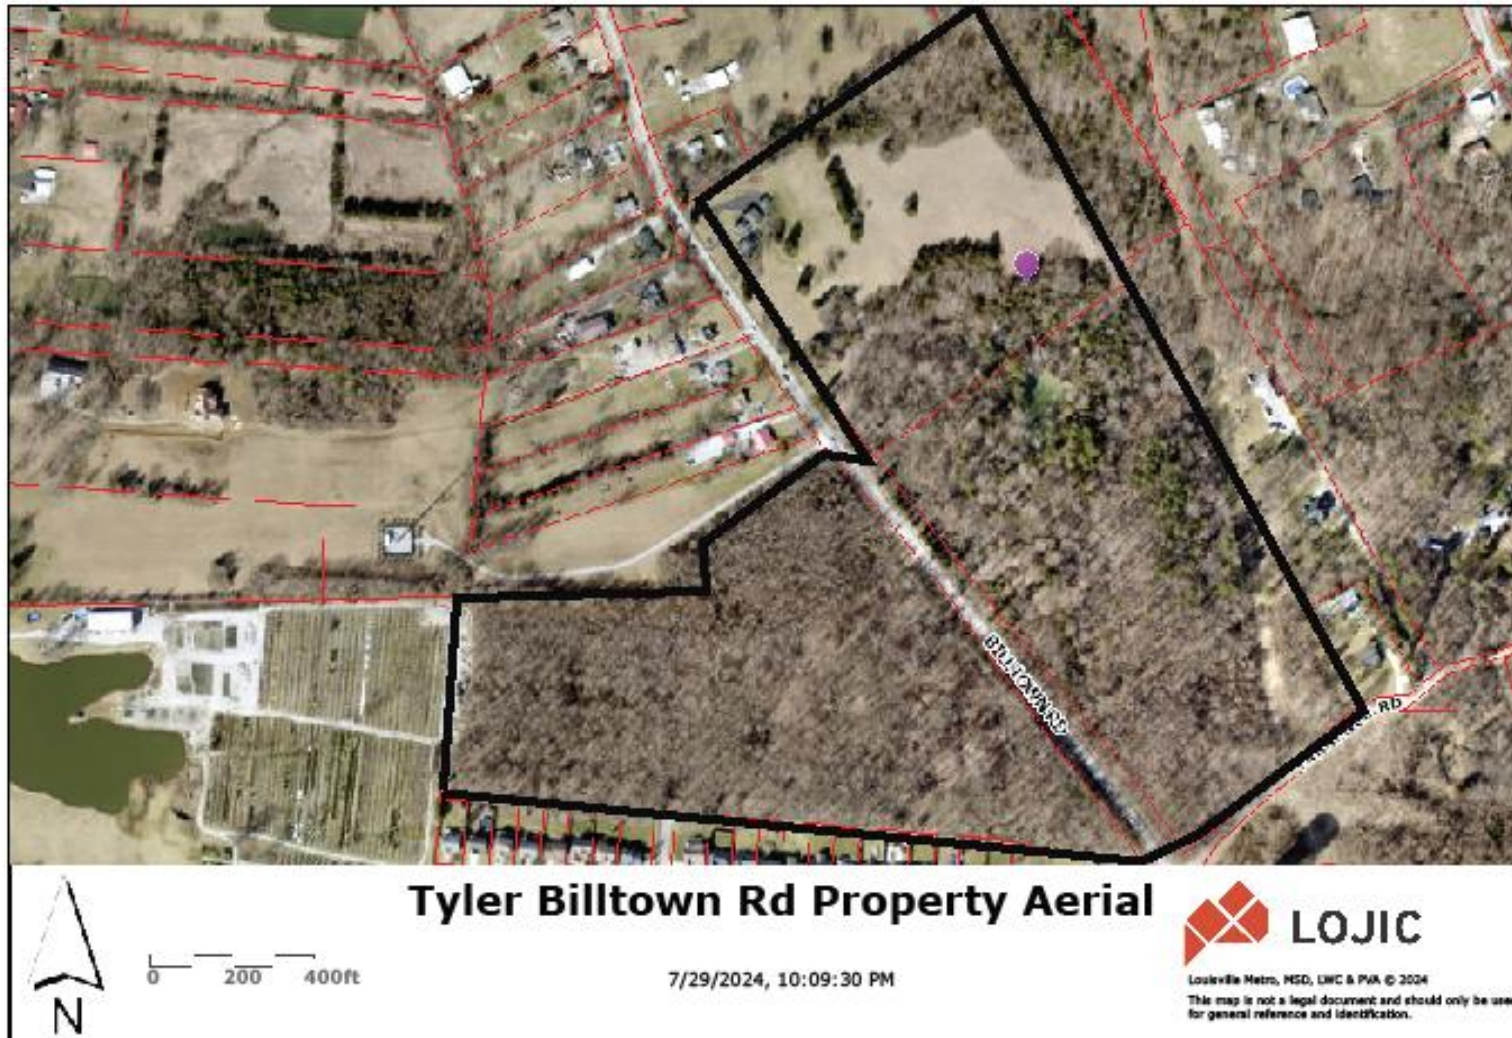 BILLTOWN RD
RD
Tyler Billtown Rd Property Aerial
LOJIC
0 200 400ft
7/29/2024, 10:09:30 PM
N
Louisville Metro, MSD, LWC & PVA © 2024
This map is not a legal document and should only be use
for general reference and identification.